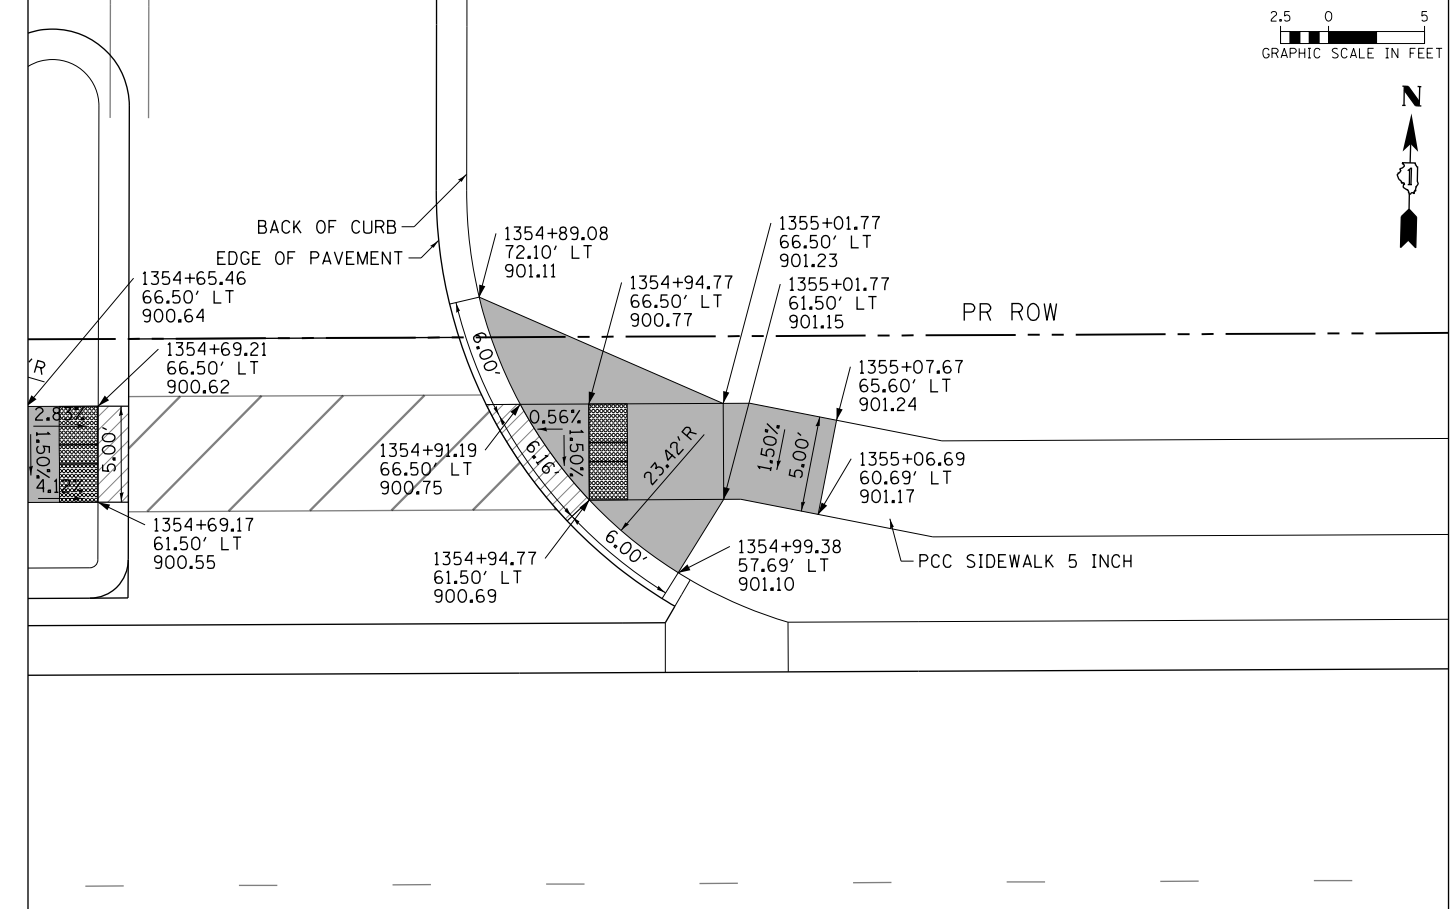 2.5 0 5
GRAPHIC SCALE IN FEET
N
1
BACK OF CURB
EDGE OF PAVEMENT
1354+89.08
72.10' LT
901.11
1355+01.77
66.50' LT
901.23
1354+65.46
66.50' LT
900.64
1354+94.77
66.50' LT
900.77
1355+01.77
61.50' LT
901.15
PR ROW
1354+69.21
66.50' LT
900.62
'R
6.00'
1355+07.67
65.60' LT
901.24
2.83%
1.50%
4.1
5.00'
0.56%
1.50%
6.16'
23.42'R
1.50%
5.00'
1354+91.19
66.50' LT
900.75
1355+06.69
60.69' LT
901.17
1354+69.17
61.50' LT
900.55
1354+94.77
61.50' LT
900.69
6.00'
1354+99.38
57.69' LT
901.10
PCC SIDEWALK 5 INCH